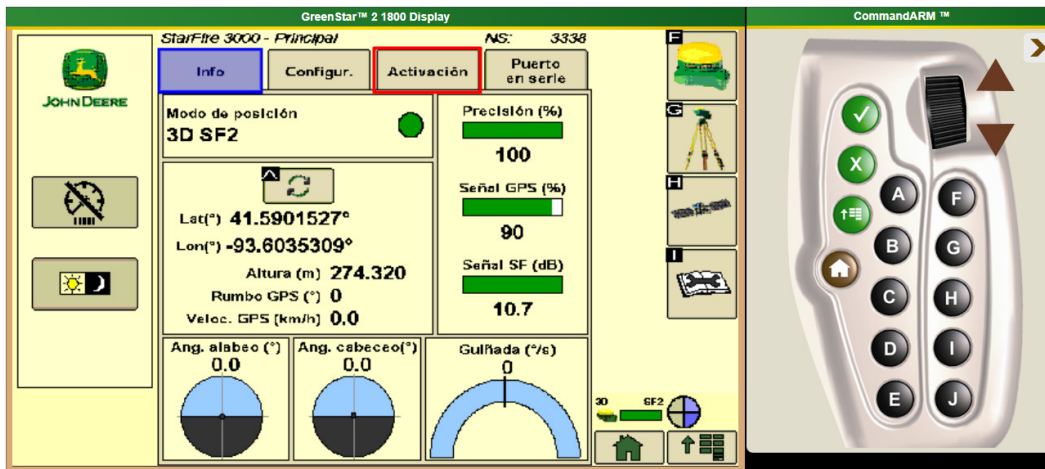 GreenStar™ 2 1800 Display
CommandARM ™
StarFire 3000 - Principal
NS: 3338
JOHN DEERE
Info
Configur.
Activación
Puerto
en serie
Modo de posición
3D SF2
Lat(°) 41.5901527°
Lon(°) -93.6035309°
Altura (m) 274.320
Rumbo GPS (°) 0
Veloc. GPS (km/h) 0.0
Precisión (%)
100
Señal GPS (%)
90
Señal SF (dB)
10.7
Ang. alabeo (°)
0.0
Ang. cabeceo(°)
0.0
Guiñada (°/s)
0
F
G
H
I
3D SF2
X
A
B
C
D
E
F
G
H
I
J